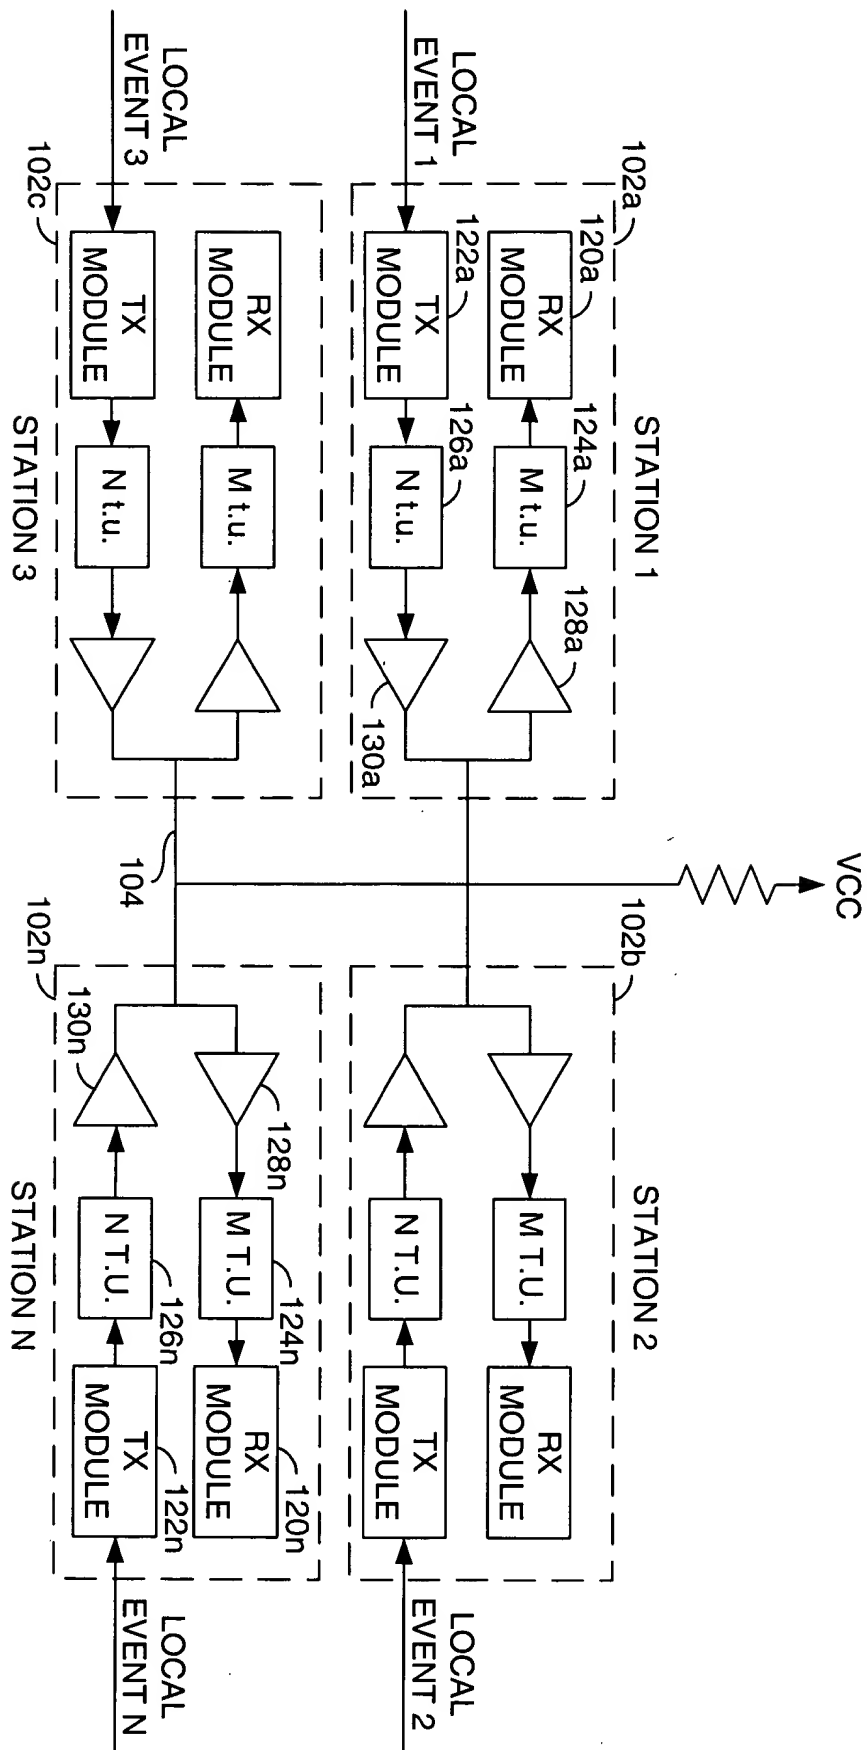 VCC
102a
STATION 1
102b
STATION 2
120a
RX
MODULE
124a
M t.u.
128a
M T.U.
RX
MODULE
LOCAL
EVENT 1
122a
TX
MODULE
126a
N t.u.
130a
N T.U.
TX
MODULE
LOCAL
EVENT 2
RX
MODULE
M t.u.
128n
M T.U.
124n
RX
MODULE
120n
LOCAL
EVENT 3
TX
MODULE
N t.u.
104
130n
N T.U.
126n
TX
MODULE
122n
LOCAL
EVENT N
102c
STATION 3
102n
STATION N